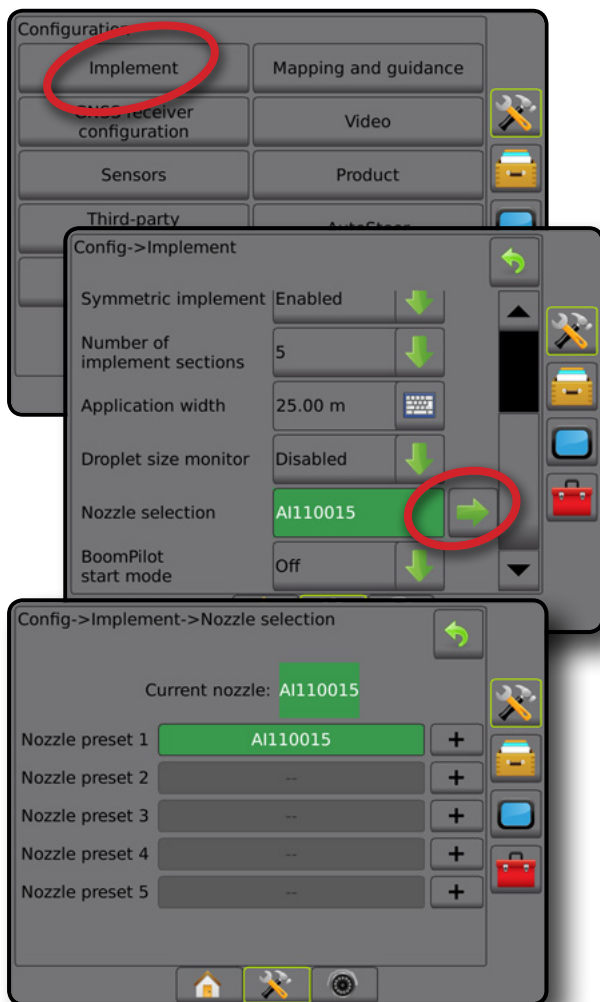 Configuration
Implement
Mapping and guidance
GNSS receiver
configuration
Video
Sensors
Product
Third-party
AutoSteer
Config->Implement
Symmetric implement
Enabled
Number of
implement sections
5
Application width
25.00 m
Droplet size monitor
Disabled
Nozzle selection
AI110015
BoomPilot
start mode
Off
Config->Implement->Nozzle selection
Current nozzle: AI110015
Nozzle preset 1
AI110015
+
Nozzle preset 2
--
+
Nozzle preset 3
--
+
Nozzle preset 4
--
+
Nozzle preset 5
--
+